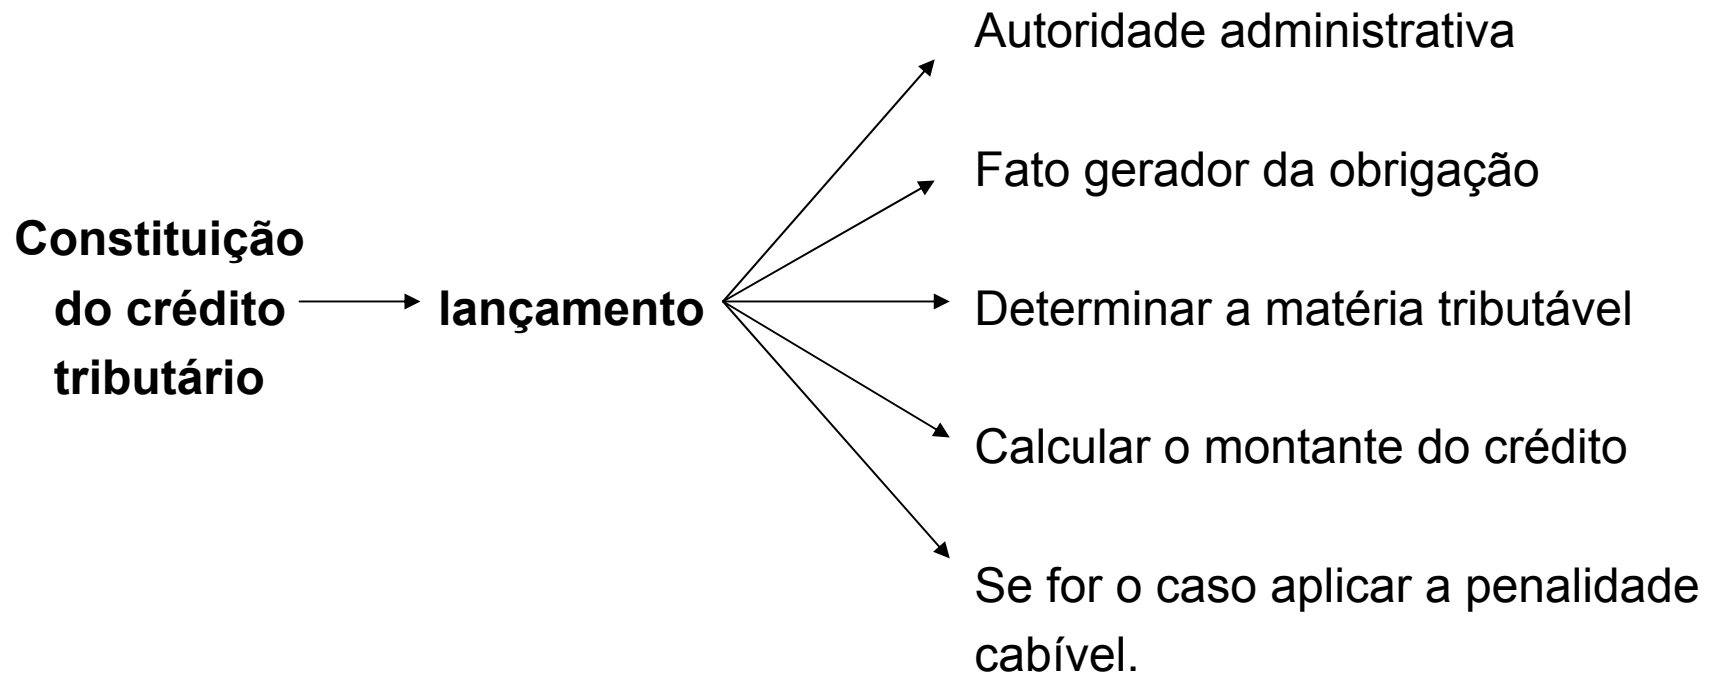 Constituição
do crédito
tributário
lançamento
Autoridade administrativa
Fato gerador da obrigação
Determinar a matéria tributável
Calcular o montante do crédito
Se for o caso aplicar a penalidade
cabível.